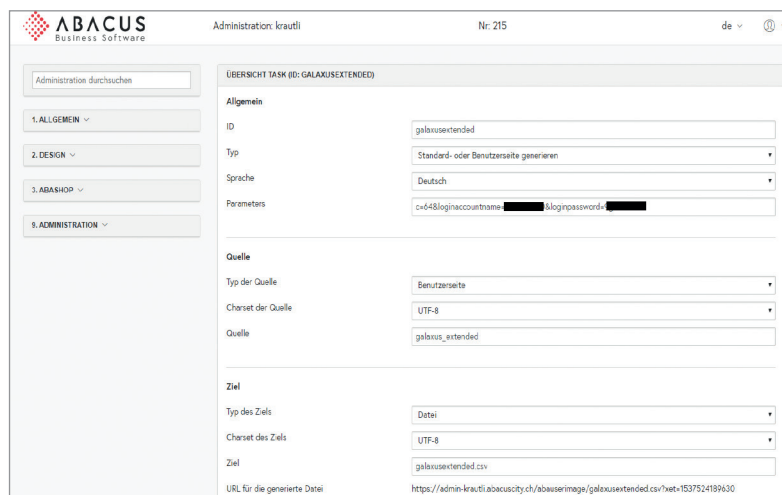 ABACUS
Business Software
Administration: krautli
Nr: 215
de
Administration durchsuchen
1. ALLGEMEIN
2. DESIGN
3. ABASHOP
9. ADMINISTRATION
ÜBERSICHT TASK (ID: GALAXUSEXTENDED)
Allgemein
ID galaxusextended
Typ Standard- oder Benutzerseite generieren
Sprache Deutsch
Parameters c=64&loginaccountname= &loginpassword=
Quelle
Typ der Quelle Benutzerseite
Charset der Quelle UTF-8
Quelle galaxus_extended
Ziel
Typ des Ziels Datei
Charset des Ziels UTF-8
Ziel galaxusextended.csv
URL für die generierte Datei https://admin-krautli.abacuscity.ch/abauserimage/galaxusextended.csv?xet=1537524189630